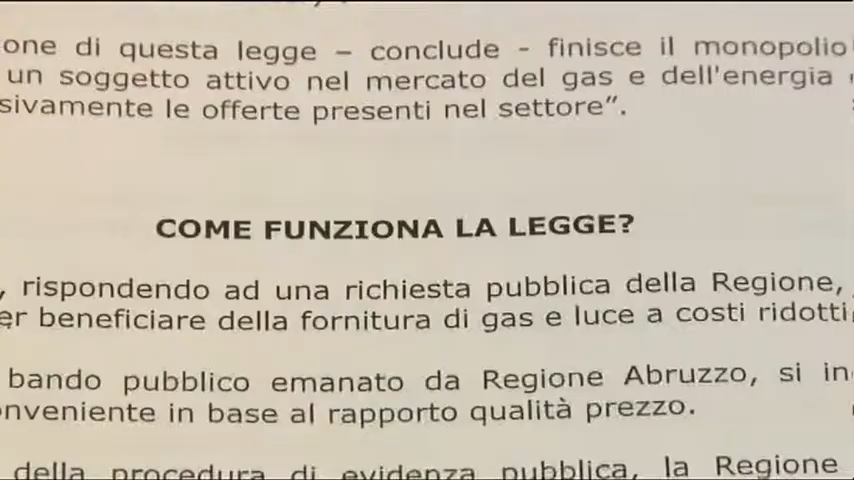 one di questa legge – conclude - finisce il monopolio
un soggetto attivo nel mercato del gas e dell'energia
sivamente le offerte presenti nel settore”.
COME FUNZIONA LA LEGGE?
, rispondendo ad una richiesta pubblica della Regione,
er beneficiare della fornitura di gas e luce a costi ridotti
bando pubblico emanato da Regione Abruzzo, si in
onveniente in base al rapporto qualità prezzo.
della procedura di evidenza pubblica, la Regione